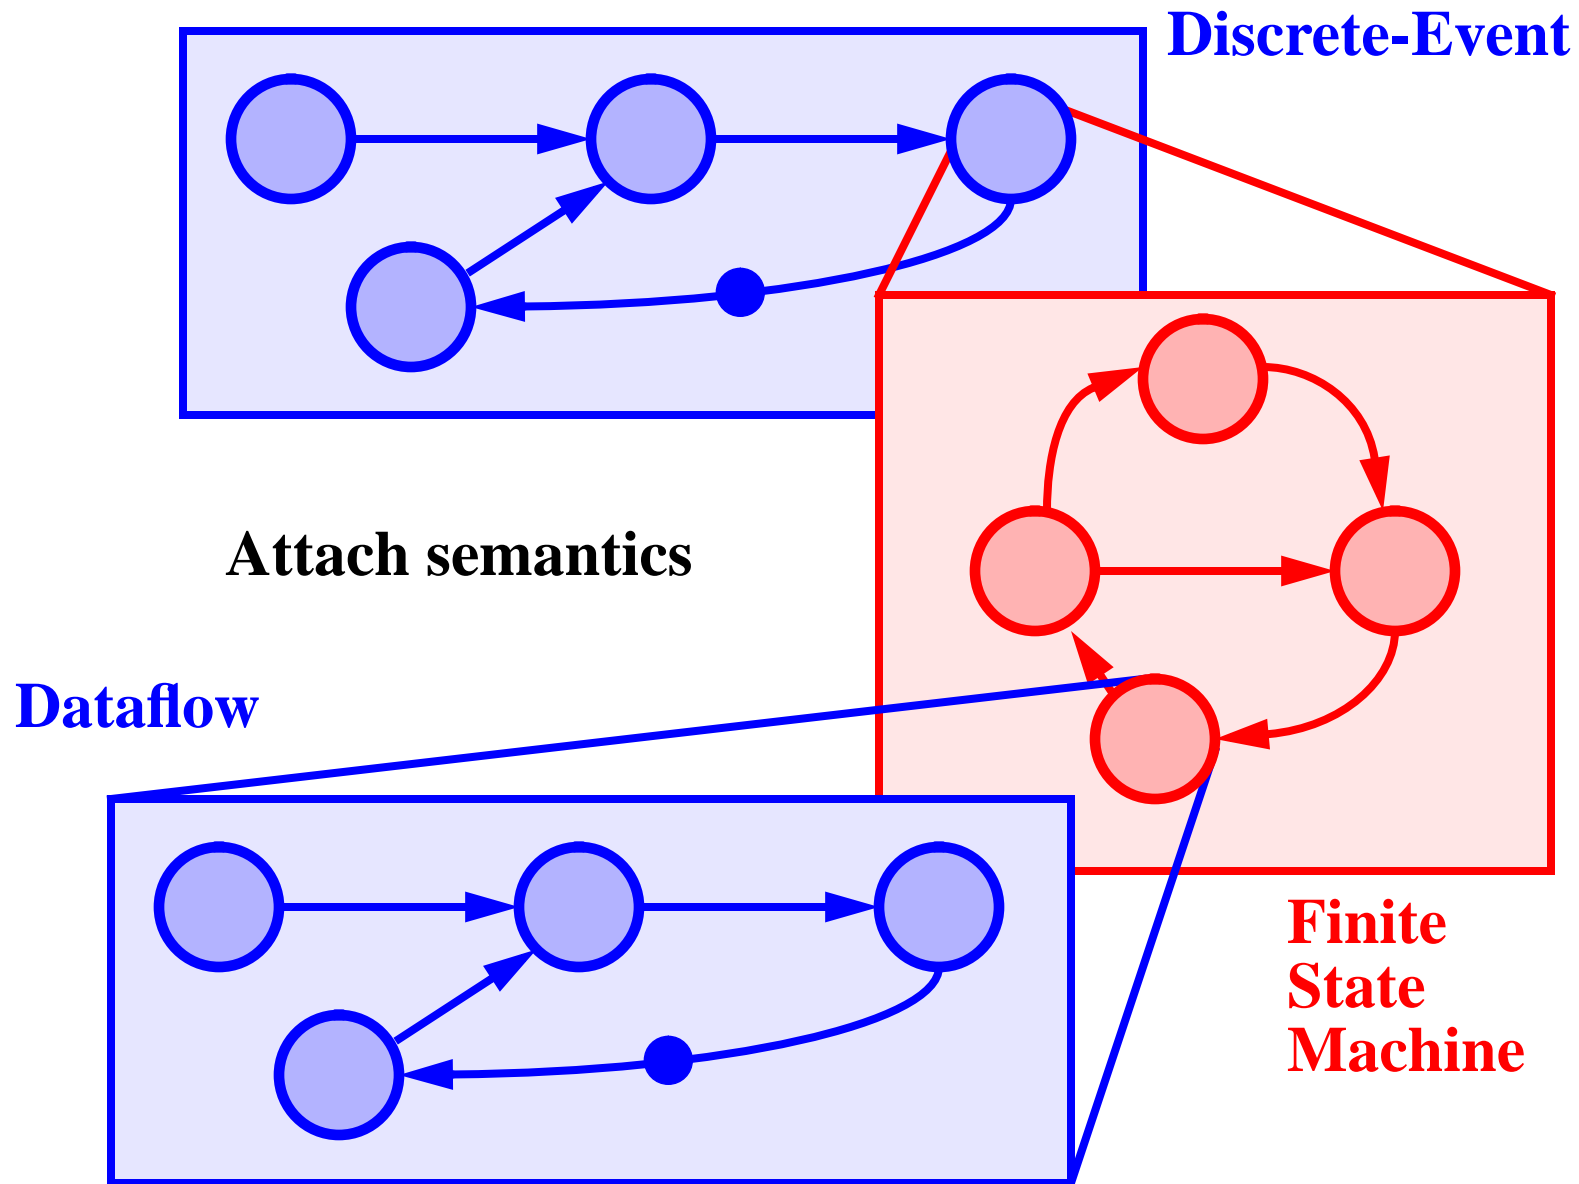 Discrete-Event
Attach semantics
Dataflow
Finite
State
Machine